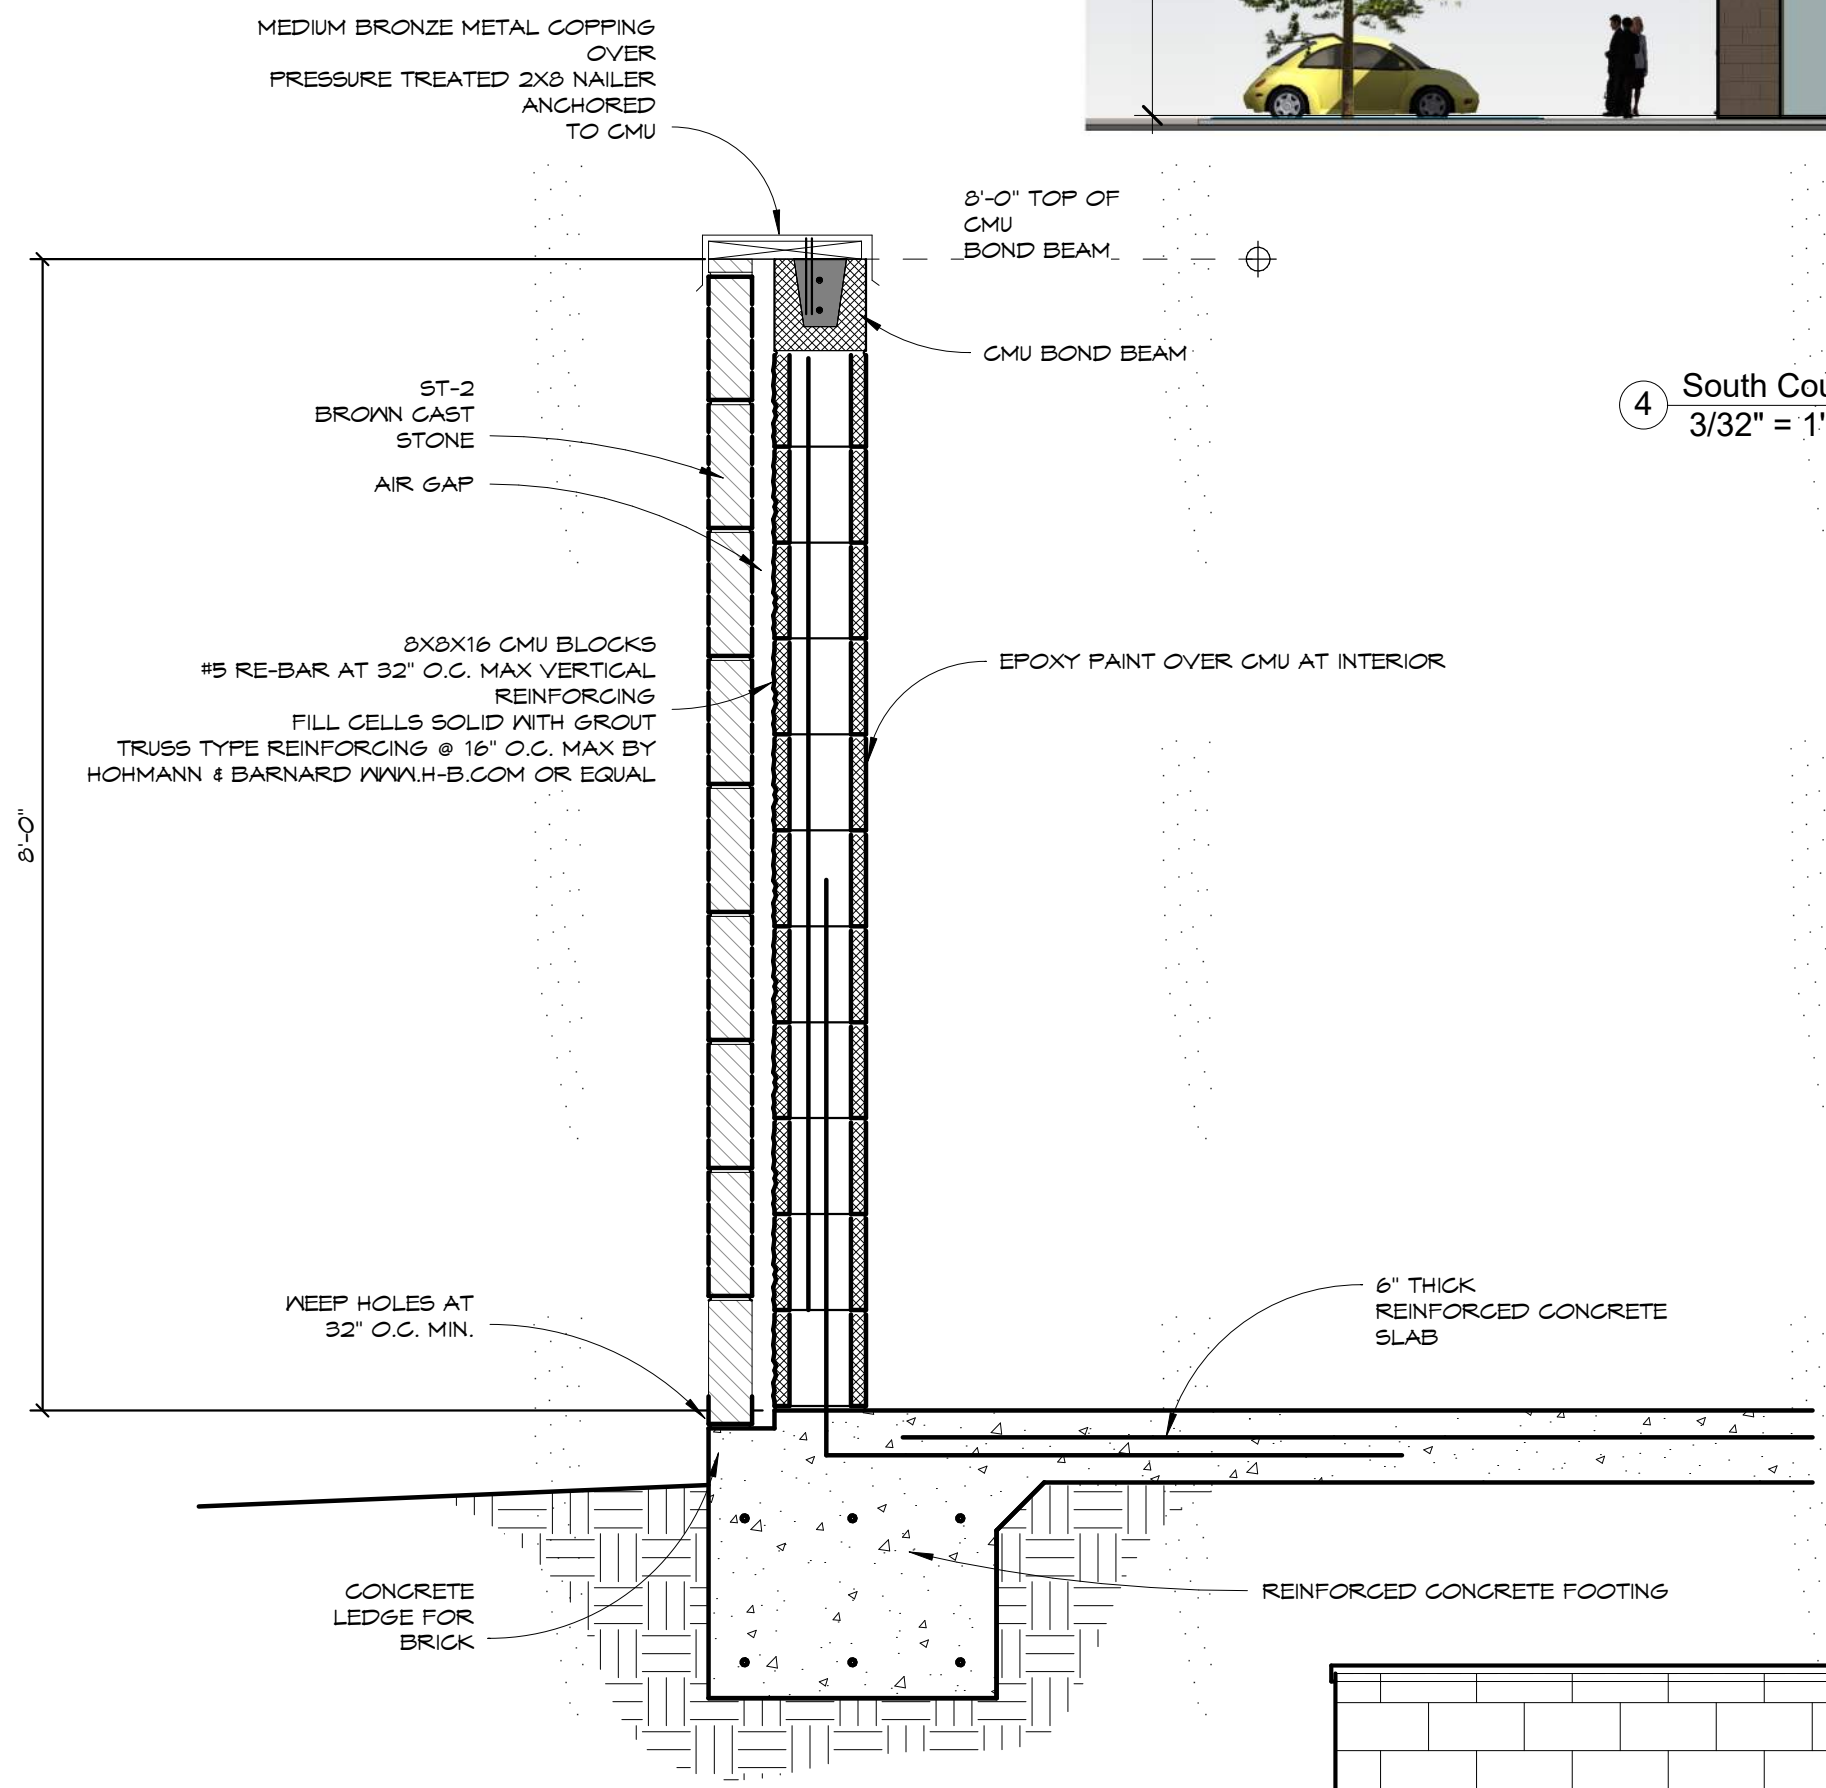 MEDIUM BRONZE METAL COPPING
OVER
PRESSURE TREATED 2X8 NAILER
ANCHORED
TO CMU
8'-0" TOP OF
CMU
BOND BEAM
CMU BOND BEAM
ST-2
BROWN CAST
STONE
AIR GAP
4
South Cou
3/32" = 1'
8X8X16 CMU BLOCKS
#5 RE-BAR AT 32" O.C. MAX VERTICAL
REINFORCING
FILL CELLS SOLID WITH GROUT
TRUSS TYPE REINFORCING @ 16" O.C. MAX BY
HOHMANN & BARNARD WWW.H-B.COM OR EQUAL
EPOXY PAINT OVER CMU AT INTERIOR
8'-0"
WEEP HOLES AT
32" O.C. MIN.
6" THICK
REINFORCED CONCRETE
SLAB
CONCRETE
LEDGE FOR
BRICK
REINFORCED CONCRETE FOOTING